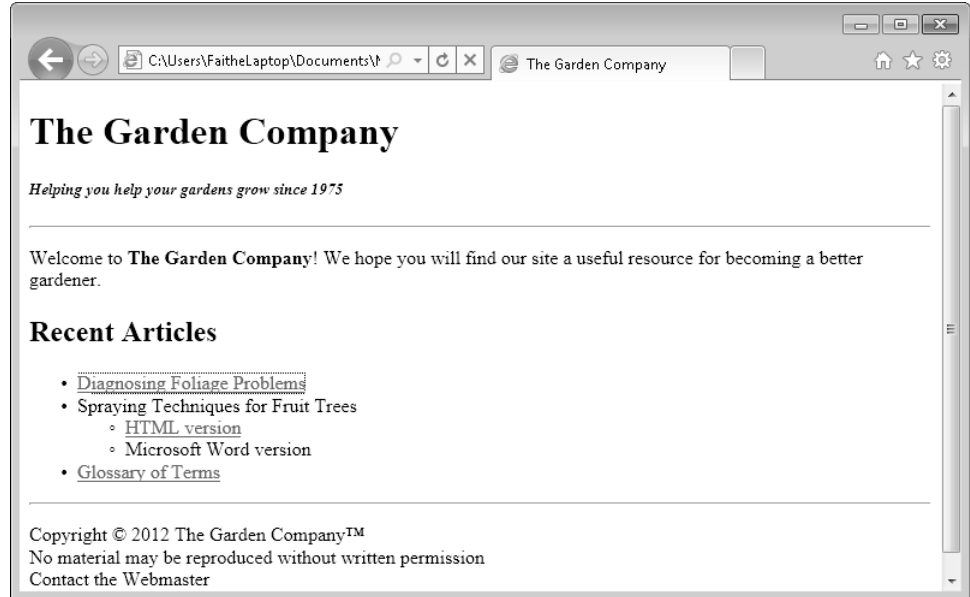 C:\Users\FaitheLaptop\Documents\
The Garden Company
The Garden Company
Helping you help your gardens grow since 1975
Welcome to The Garden Company! We hope you will find our site a useful resource for becoming a better
gardener.
Recent Articles
• Diagnosing Foliage Problems
• Spraying Techniques for Fruit Trees
◦ HTML version
◦ Microsoft Word version
• Glossary of Terms
Copyright © 2012 The Garden Company™
No material may be reproduced without written permission
Contact the Webmaster